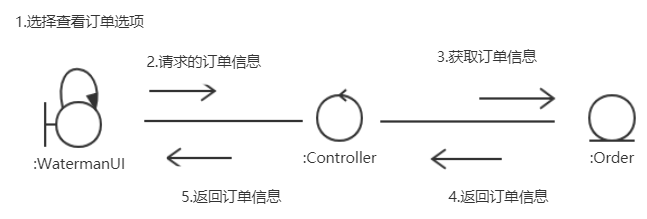 1.选择查看订单选项
2.请求的订单信息
3.获取订单信息
:WatermanUI
:Controller
:Order
5.返回订单信息
4.返回订单信息